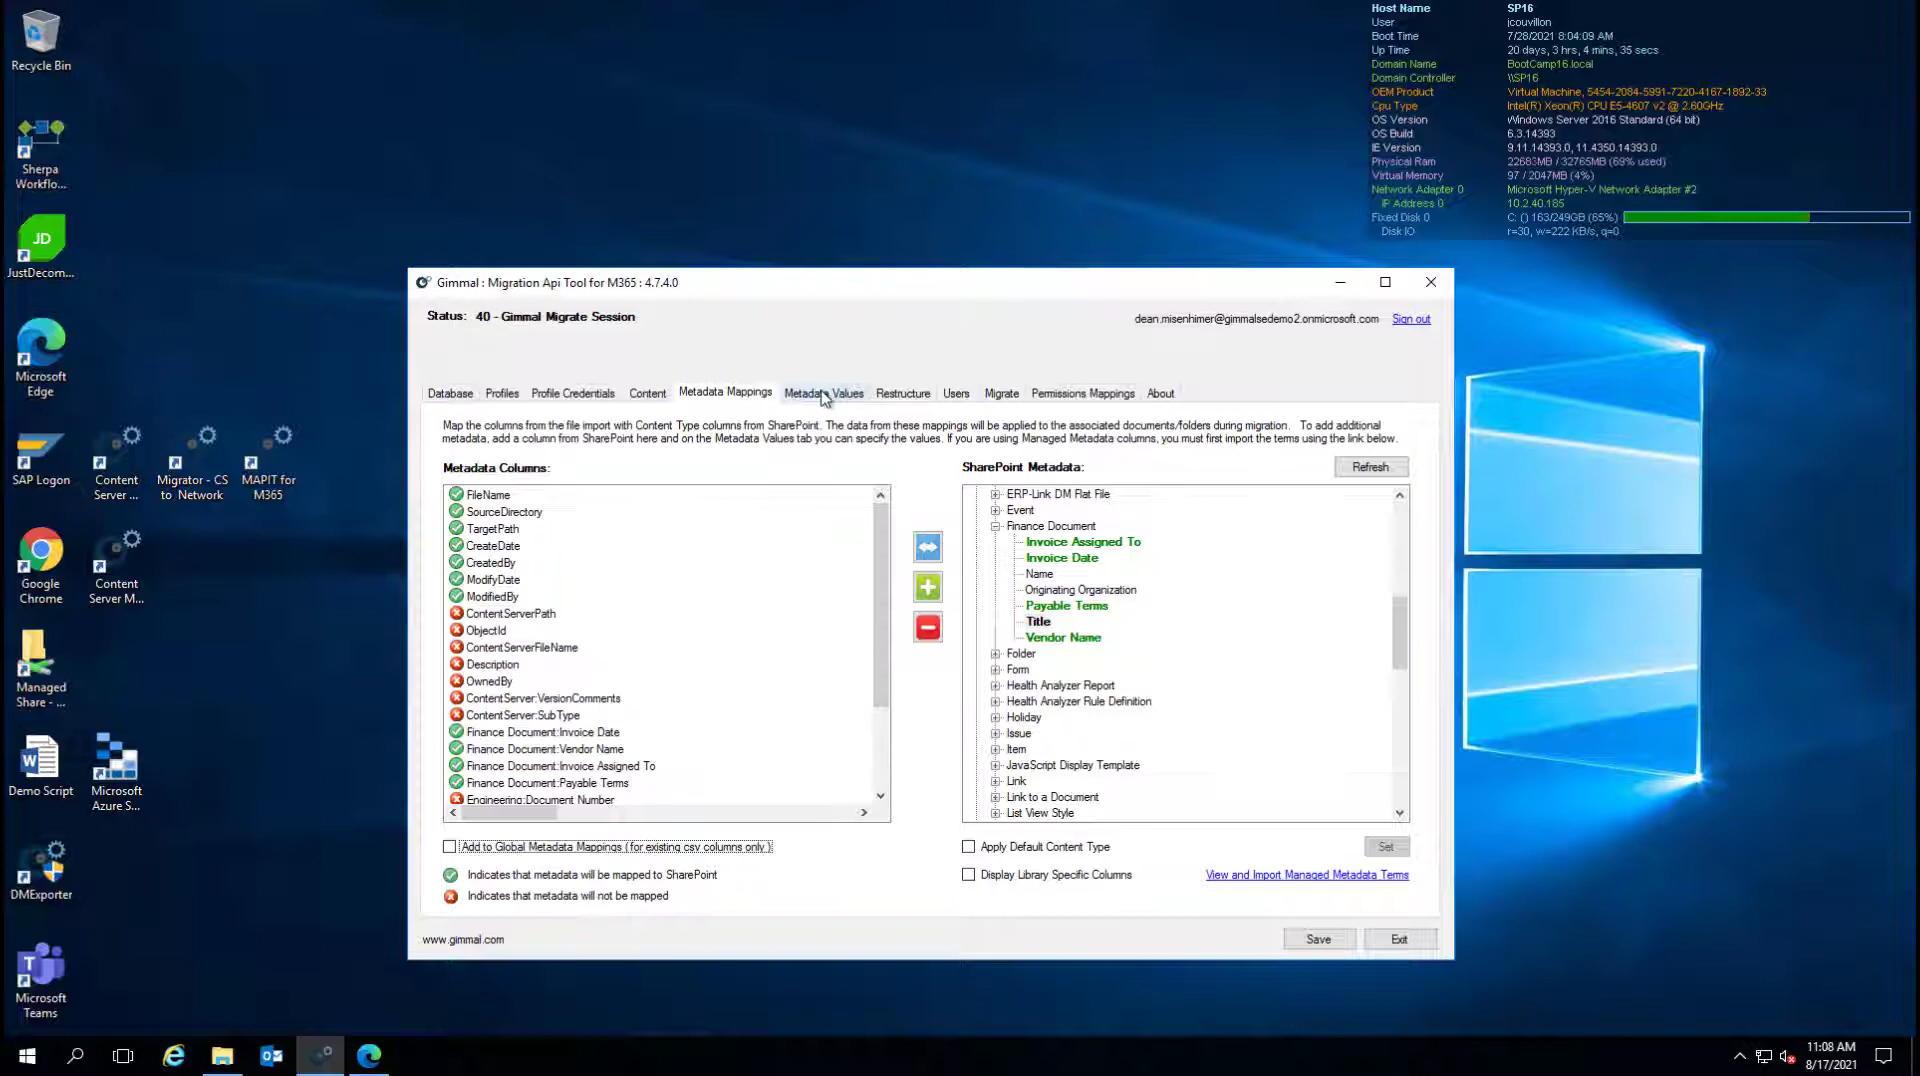 Recycle Bin
Sherpa
Workflo...
JD
JustDecom...
Microsoft
Edge
SAP Logon
Content
Server ...
Migrator - CS
to Network
MAPIT for
M365
Google
Chrome
Content
Server M...
Managed
Share - ...
Demo Script
Microsoft
Azure S...
DMExporter
Microsoft
Teams
Host Name SP16
User jcouvillon
Boot Time 7/28/2021 8:04:09 AM
Up Time 20 days, 3 hrs, 4 mins, 35 secs
Domain Name BootCamp16.local
Domain Controller \\SP16
OEM Product Virtual Machine, 5454-2084-5991-7220-4167-1892-33
Cpu Type Intel(R) Xeon(R) CPU E5-4607 v2 @ 2.60GHz
OS Version Windows Server 2016 Standard (64 bit)
OS Build 6.3.14393
IE Version 9.11.14393.0, 11.4350.14393.0
Physical Ram 22683MB / 32765MB (69% used)
Virtual Memory 97 / 2047MB (4%)
Network Adapter 0 Microsoft Hyper-V Network Adapter #2
IP Address 0 10.2.40.185
Fixed Disk 0 C: () 163/249GB (65%)
Disk IO r=30, w=222 KB/s, q=0
Gimmal : Migration Api Tool for M365 : 4.7.4.0
Status: 40 - Gimmal Migrate Session
dean.misenhimer@gimmalsedemo2.onmicrosoft.com Sign out
Database Profiles Profile Credentials Content Metadata Mappings Metadata Values Restructure Users Migrate Permissions Mappings About
Map the columns from the file import with Content Type columns from SharePoint. The data from these mappings will be applied to the associated documents/folders during migration. To add additional
metadata, add a column from SharePoint here and on the Metadata Values tab you can specify the values. If you are using Managed Metadata columns, you must first import the terms using the link below.
Metadata Columns:
FileName
SourceDirectory
TargetPath
CreateDate
CreatedBy
ModifyDate
ModifiedBy
ContentServerPath
ObjectId
ContentServerFileName
Description
OwnedBy
ContentServer:VersionComments
ContentServer:SubType
Finance Document:Invoice Date
Finance Document:Vendor Name
Finance Document:Invoice Assigned To
Finance Document:Payable Terms
Engineering:Document Number
SharePoint Metadata:
Refresh
ERP-Link DM Flat File
Event
Finance Document
Invoice Assigned To
Invoice Date
Name
Originating Organization
Payable Terms
Title
Vendor Name
Folder
Form
Health Analyzer Report
Health Analyzer Rule Definition
Holiday
Issue
Item
JavaScript Display Template
Link
Link to a Document
List View Style
Add to Global Metadata Mappings ( for existing csv columns only )
Indicates that metadata will be mapped to SharePoint
Indicates that metadata will not be mapped
Apply Default Content Type
Set
Display Library Specific Columns
View and Import Managed Metadata Terms
www.gimmal.com
Save
Exit
11:08 AM
8/17/2021